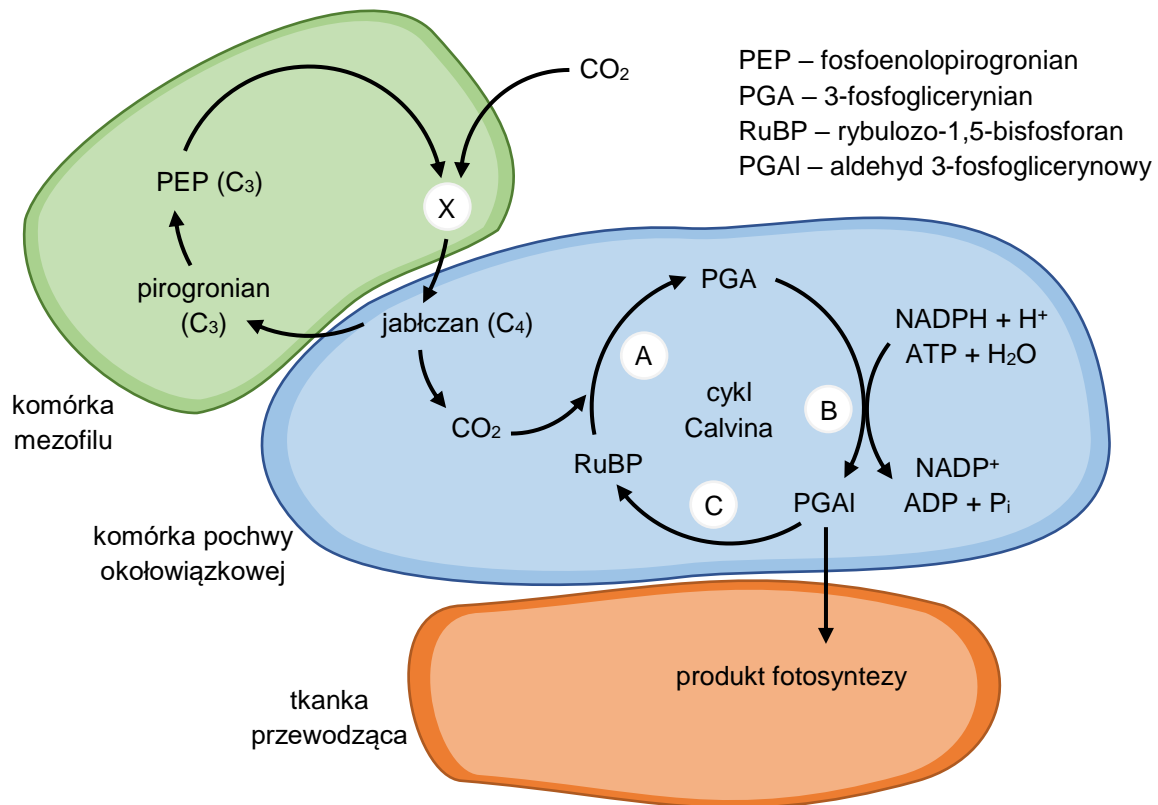 CO₂
PEP – fosfoenolopirogronian
PGA – 3-fosfoglicerynian
RuBP – rybulozo-1,5-bisfosforan
PGAl – aldehyd 3-fosfoglicerynowy
PEP (C₃)
X
pirogronian
(C₃)
jabłczan (C₄)
PGA
NADPH + H⁺
ATP + H₂O
A
cykl
Calvina
B
CO₂
RuBP
komórka
mezofilu
C
PGAl
NADP⁺
ADP + Pᵢ
komórka pochwy
okołowiązkowej
produkt fotosyntezy
tkanka
przewodząca